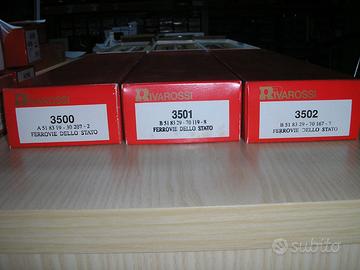 RIVAROSSI
3500
A 51 83 19 - 30 207 - 2
FERROVIE DELLO STATO
RIVAROSSI
3501
B 51 83 29 - 70 119 - 8
FERROVIE DELLO STATO
RIVAROSSI
3502
B 51 83 29 - 70 167 - 7
FERROVIE DELLO STATO
subito